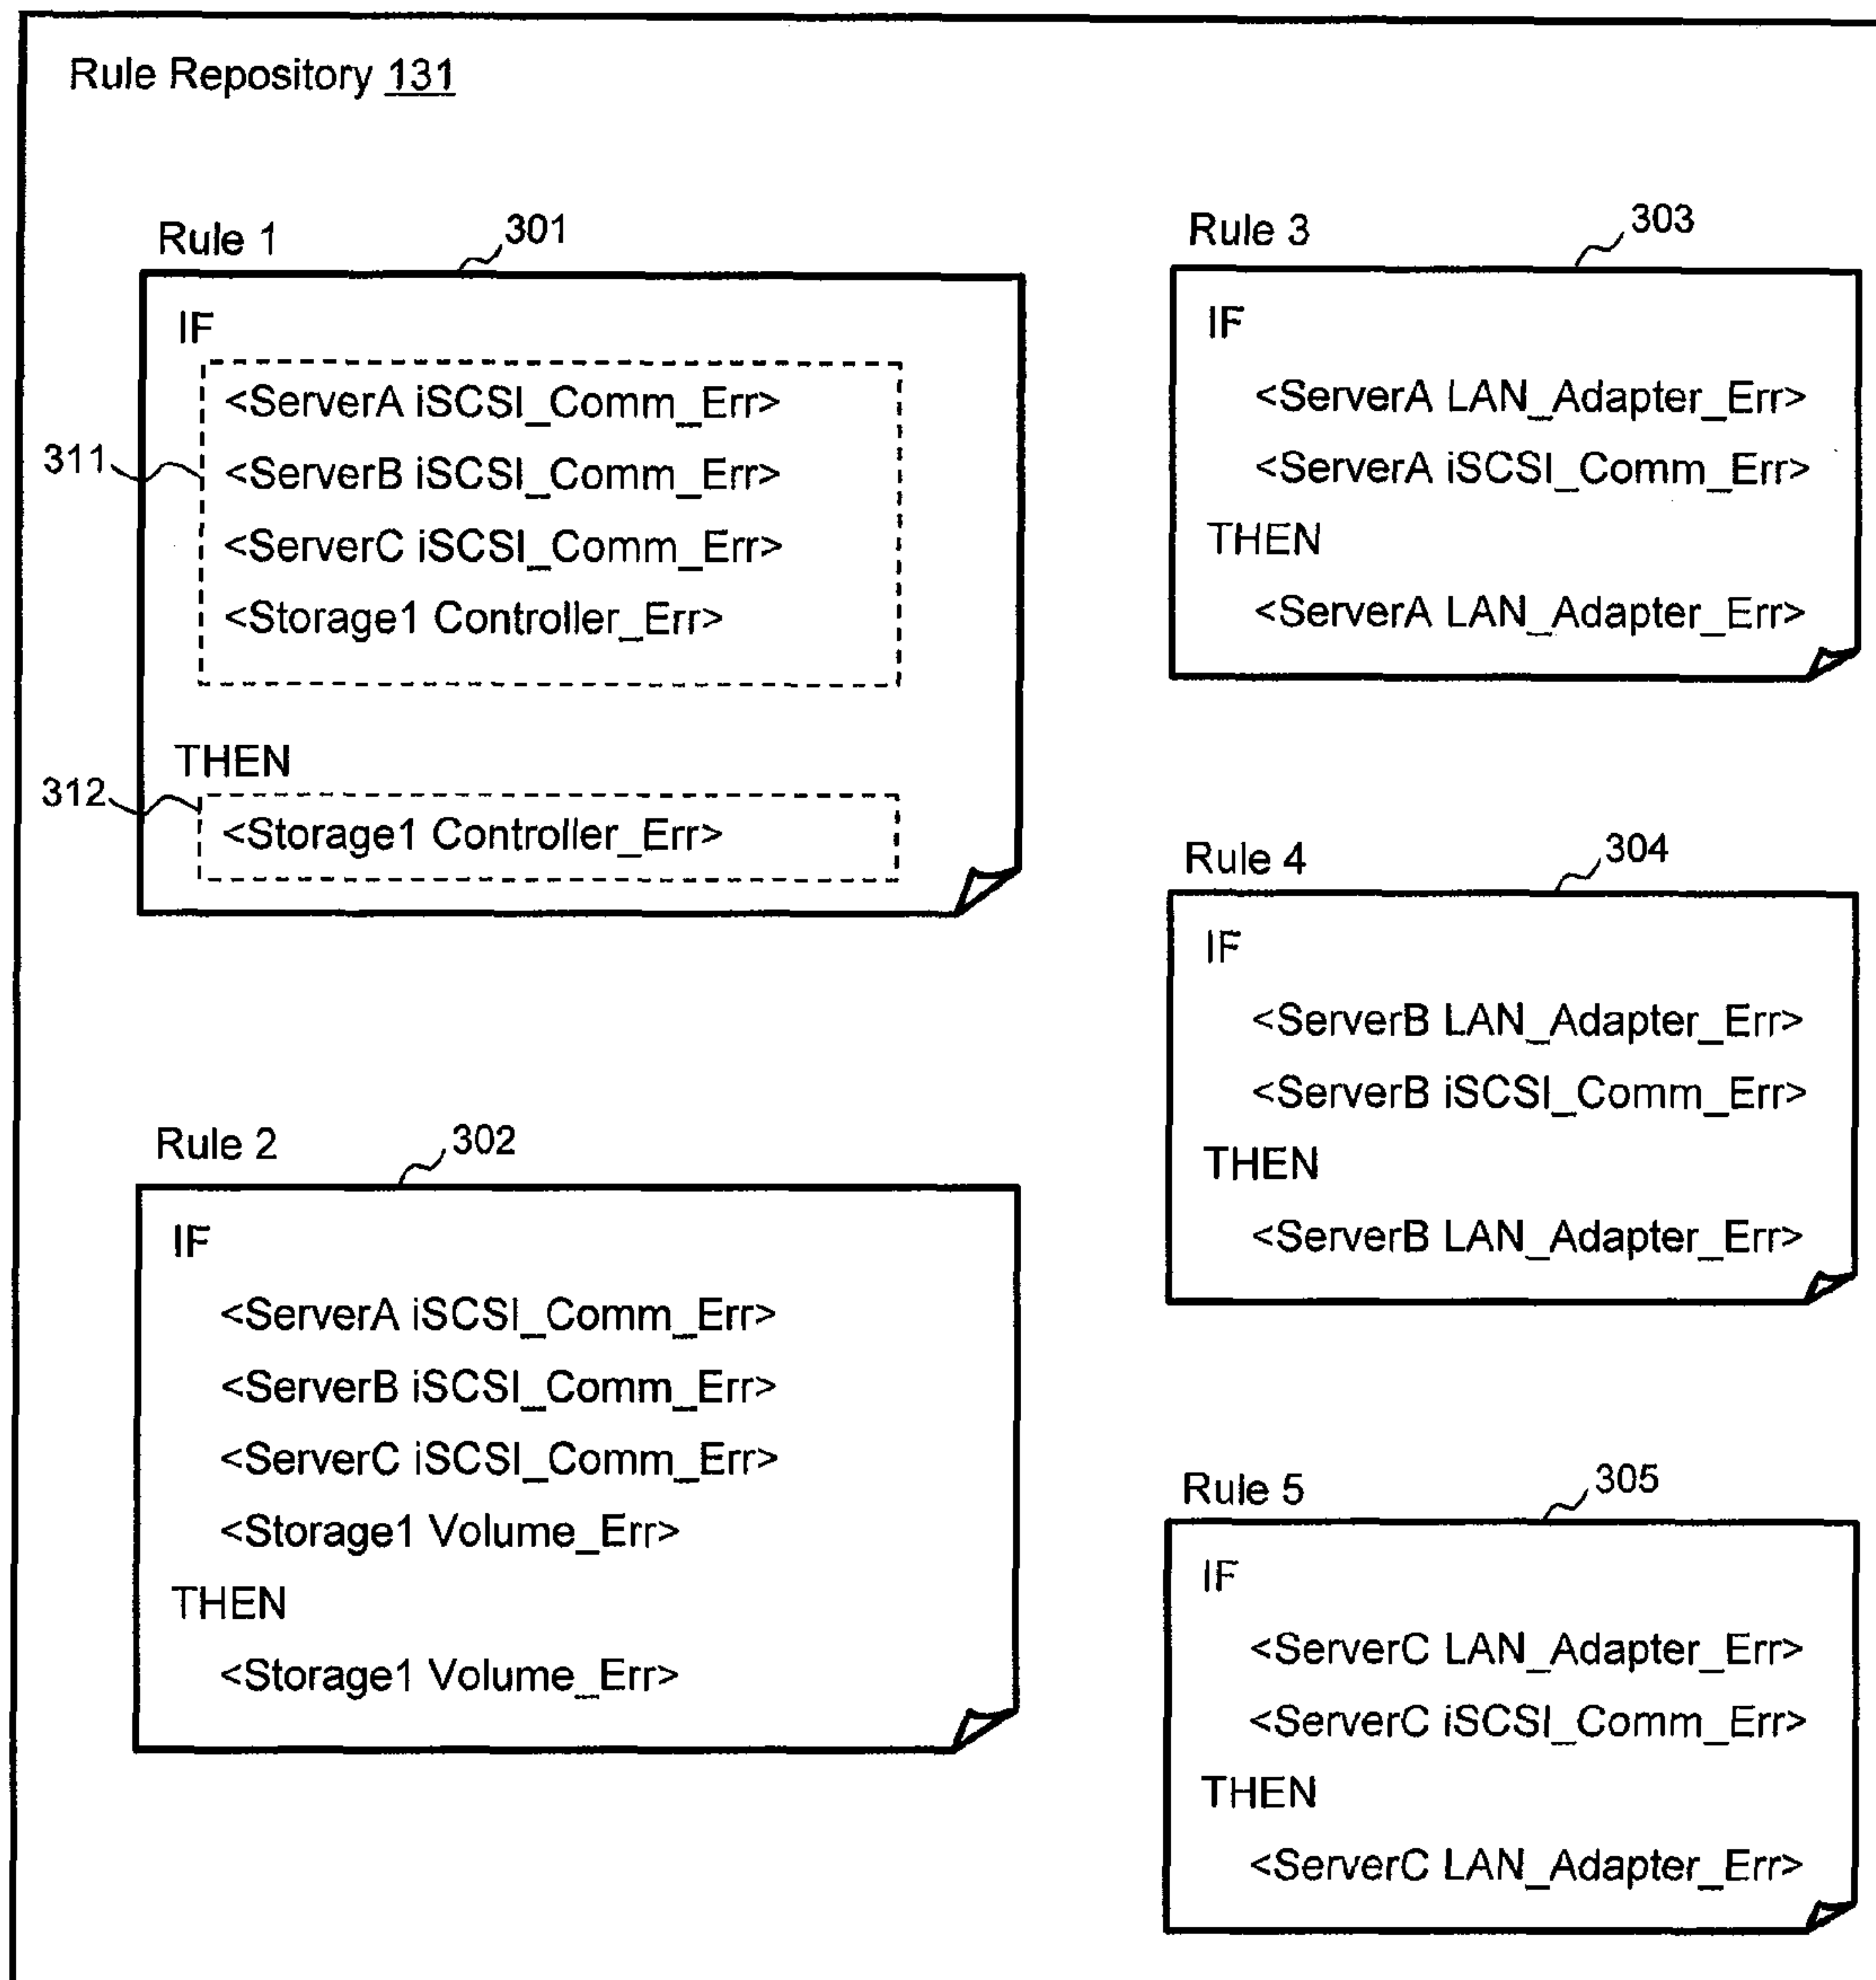 Rule Repository 131
Rule 1
301
IF
311
<ServerA iSCSI_Comm_Err>
<ServerB iSCSI_Comm_Err>
<ServerC iSCSI_Comm_Err>
<Storage1 Controller_Err>
THEN
312
<Storage1 Controller_Err>
Rule 2
302
IF
<ServerA iSCSI_Comm_Err>
<ServerB iSCSI_Comm_Err>
<ServerC iSCSI_Comm_Err>
<Storage1 Volume_Err>
THEN
<Storage1 Volume_Err>
Rule 3
303
IF
<ServerA LAN_Adapter_Err>
<ServerA iSCSI_Comm_Err>
THEN
<ServerA LAN_Adapter_Err>
Rule 4
304
IF
<ServerB LAN_Adapter_Err>
<ServerB iSCSI_Comm_Err>
THEN
<ServerB LAN_Adapter_Err>
Rule 5
305
IF
<ServerC LAN_Adapter_Err>
<ServerC iSCSI_Comm_Err>
THEN
<ServerC LAN_Adapter_Err>